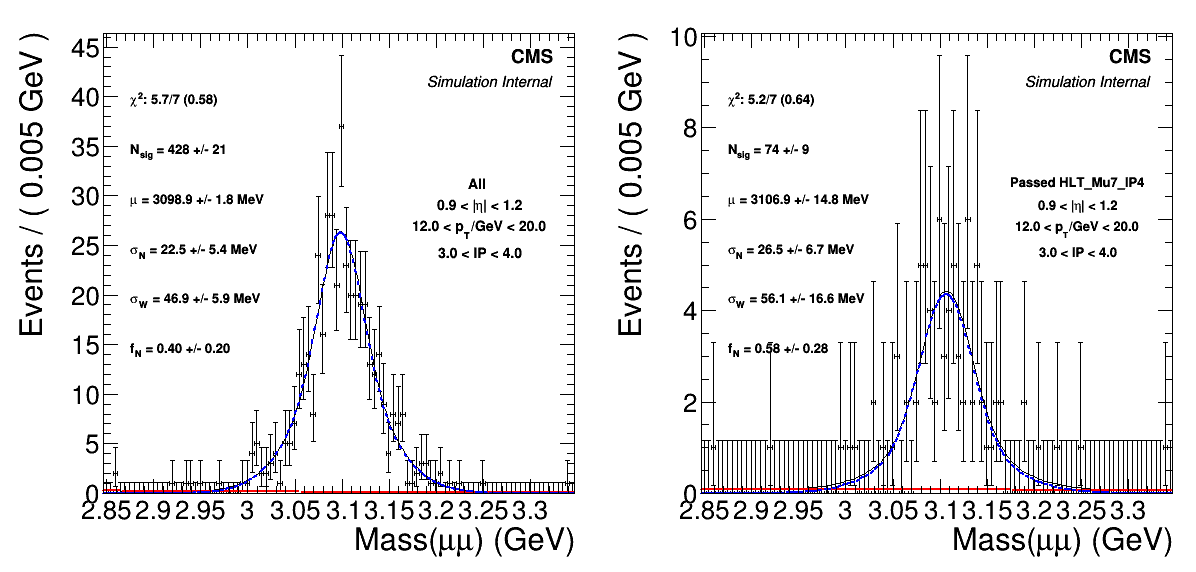 Events / ( 0.005 GeV )
45
40
35
30
25
20
15
10
5
0
CMS
Simulation Internal
χ²: 5.7/7 (0.58)
N_sig = 428 +/- 21
μ = 3098.9 +/- 1.8 MeV
σ_N = 22.5 +/- 5.4 MeV
σ_W = 46.9 +/- 5.9 MeV
f_N = 0.40 +/- 0.20
All
0.9 < |η| < 1.2
12.0 < p_T/GeV < 20.0
3.0 < IP < 4.0
2.85 2.9 2.95 3 3.05 3.1 3.15 3.2 3.25 3.3
Mass(μμ) (GeV)
Events / ( 0.005 GeV )
10
8
6
4
2
0
CMS
Simulation Internal
χ²: 5.2/7 (0.64)
N_sig = 74 +/- 9
μ = 3106.9 +/- 14.8 MeV
σ_N = 26.5 +/- 6.7 MeV
σ_W = 56.1 +/- 16.6 MeV
f_N = 0.58 +/- 0.28
Passed HLT_Mu7_IP4
0.9 < |η| < 1.2
12.0 < p_T/GeV < 20.0
3.0 < IP < 4.0
2.85 2.9 2.95 3 3.05 3.1 3.15 3.2 3.25 3.3
Mass(μμ) (GeV)